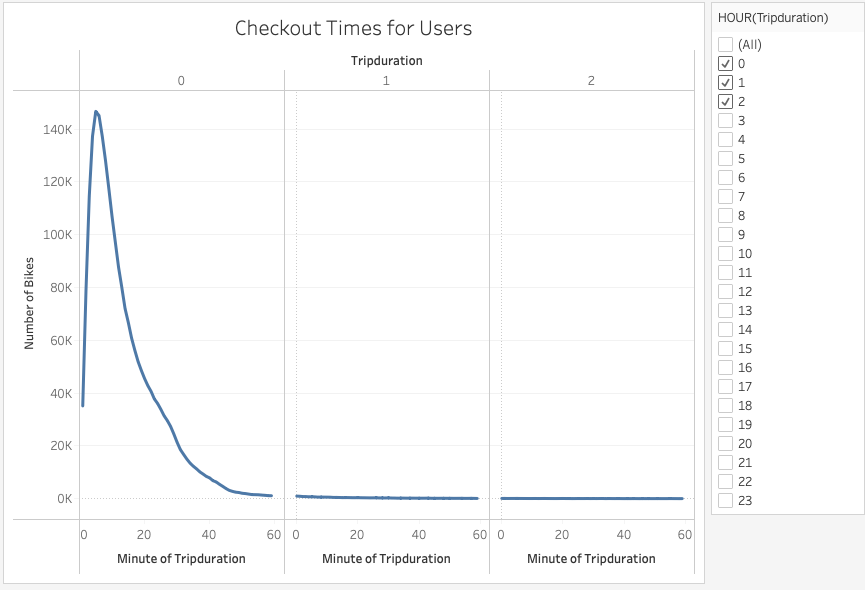 Checkout Times for Users
Tripduration
0 1 2
140K
120K
100K
80K
60K
40K
20K
0K
Number of Bikes
0 20 40 60 0 20 40 60 0 20 40 60
Minute of Tripduration Minute of Tripduration Minute of Tripduration
HOUR(Tripduration)
(All)
0
1
2
3
4
5
6
7
8
9
10
11
12
13
14
15
16
17
18
19
20
21
22
23